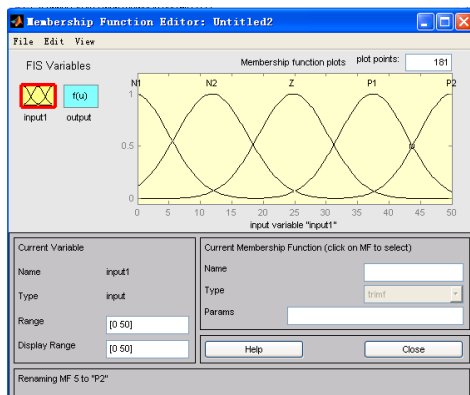 Membership Function Editor: Untitled2
File Edit View
FIS Variables
Membership function plots plot points: 181
f(u)
input1 output
N1 N2 Z P1 P2
1
0.5
0
0 5 10 15 20 25 30 35 40 45 50
input variable "input1"
Current Variable
Name input1
Type input
Range [0 50]
Display Range [0 50]
Current Membership Function (click on MF to select)
Name
Type trimf
Params
Help Close
Renaming MF 5 to "P2"